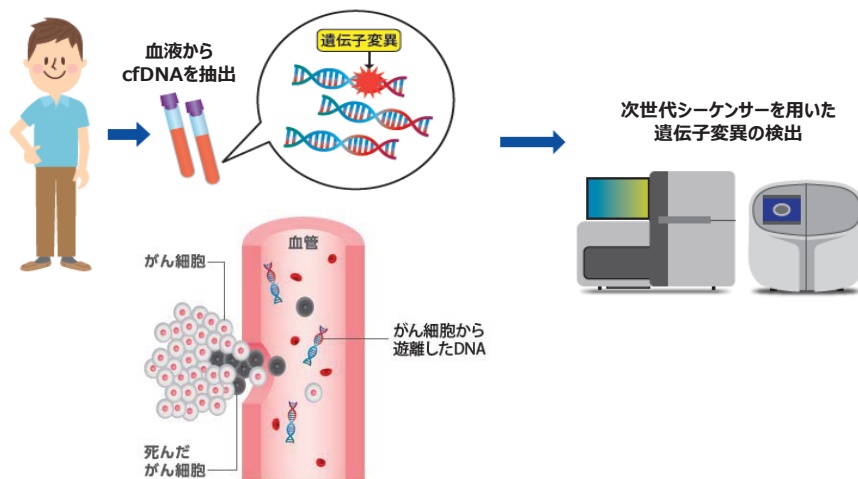 血液から
cfDNAを抽出
遺伝子変異
次世代シーケンサーを用いた
遺伝子変異の検出
血管
がん細胞
がん細胞から
遊離したDNA
死んだ
がん細胞